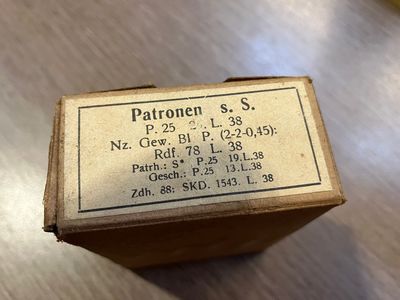 Patronen s. S.
P. 25 L. 38
Nz. Gew. Bl P. (2-2-0,45):
Rdf. 78 L. 38
Patrh.: S* P.25 19.L.38
Gesch.: P.25 13.L.38
Zdh. 88: SKD. 1543. L. 38